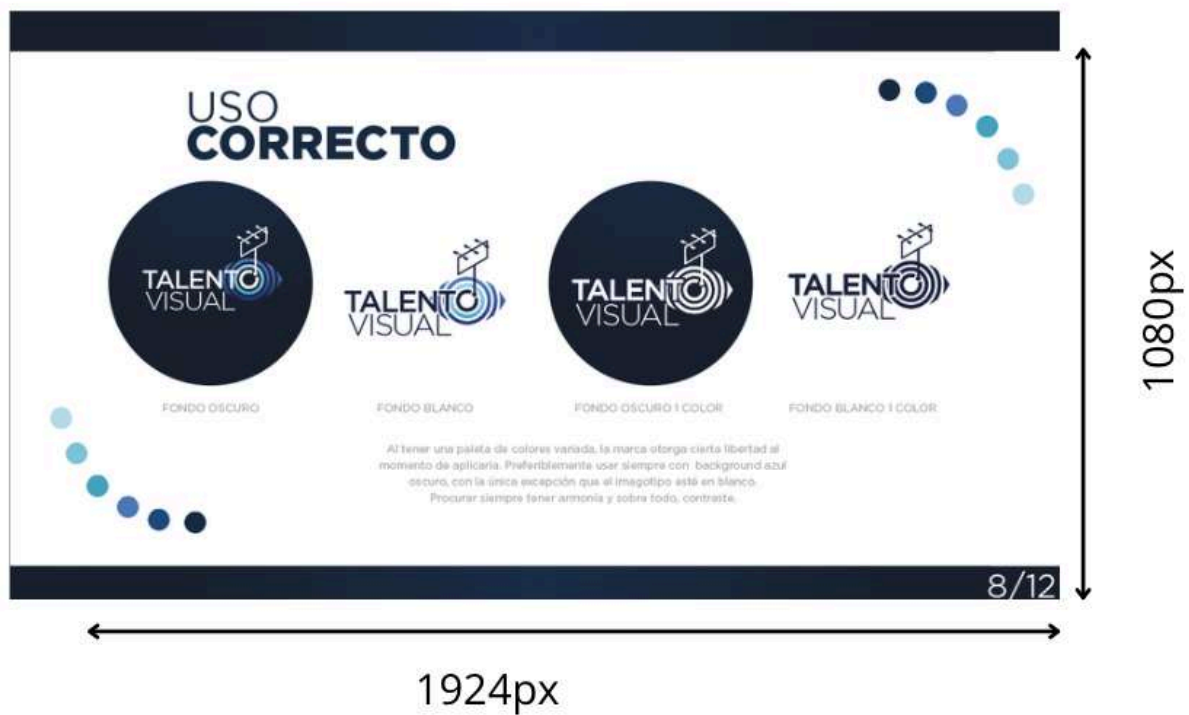 USO
CORRECTO
TALENTO
VISUAL
TALENTO
VISUAL
TALENTO
VISUAL
TALENTO
VISUAL
FONDO OSCURO
FONDO BLANCO
FONDO OSCURO 1 COLOR
FONDO BLANCO 1 COLOR
Al tener una paleta de colores variada, la marca otorga cierta libertad al
momento de aplicarla. Preferiblemente usar siempre con background azul
oscuro, con la única excepción que el imagotipo esté en blanco.
Procurar siempre tener armonía y sobre todo, contraste.
8/12
1080px
1924px